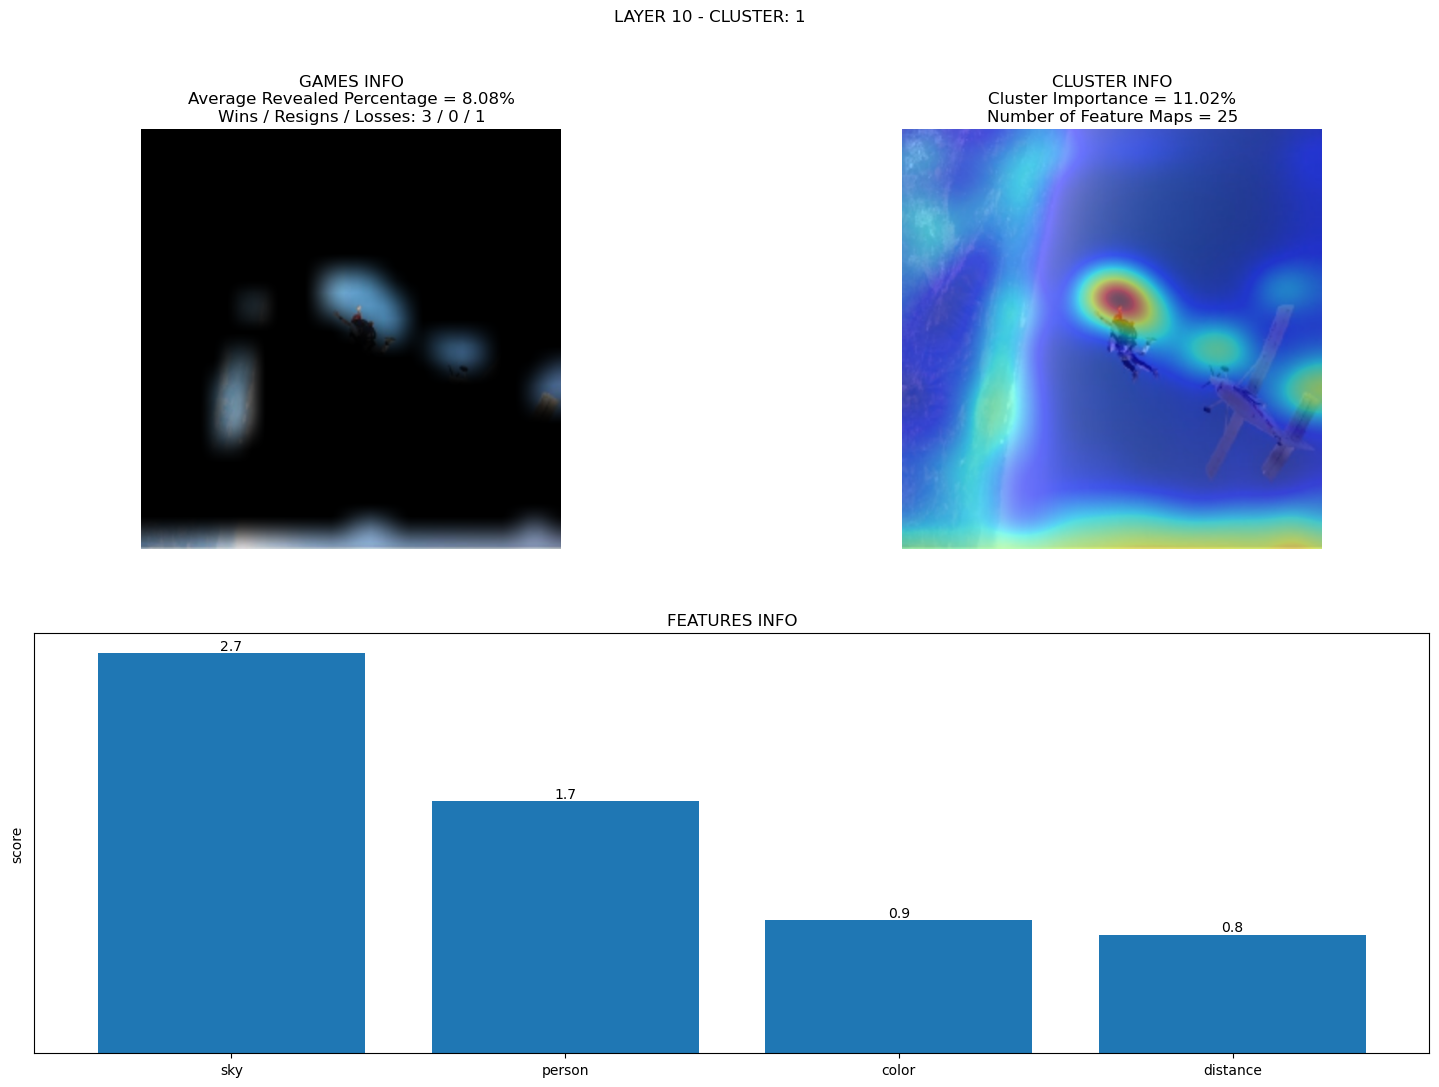 LAYER 10 - CLUSTER: 1
GAMES INFO
Average Revealed Percentage = 8.08%
Wins / Resigns / Losses: 3 / 0 / 1
CLUSTER INFO
Cluster Importance = 11.02%
Number of Feature Maps = 25
FEATURES INFO
score
2.7
1.7
0.9
0.8
sky
person
color
distance